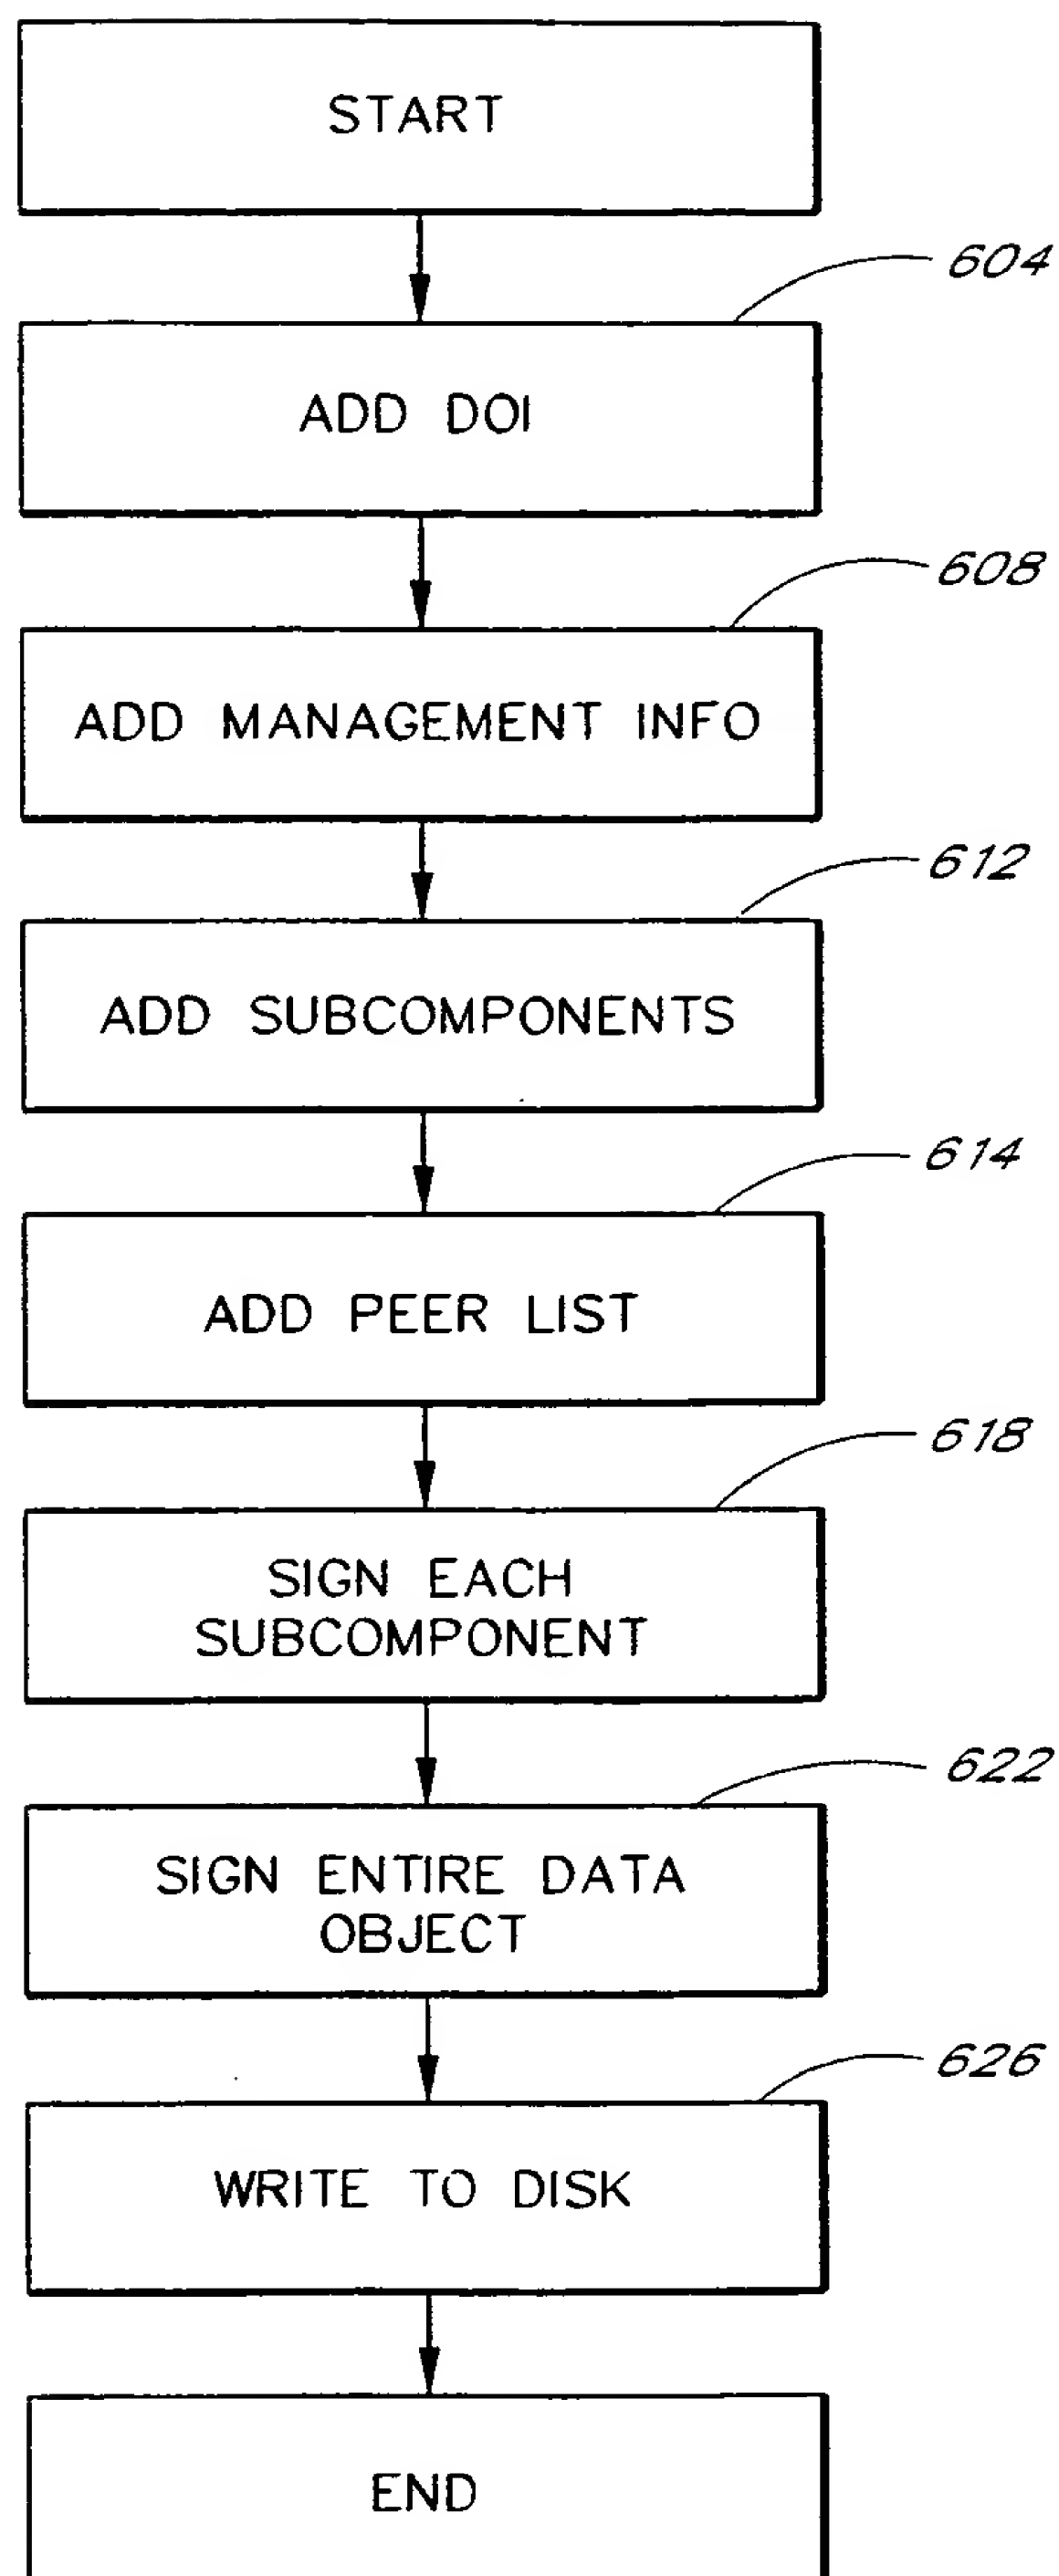 START
604
ADD DOI
608
ADD MANAGEMENT INFO
612
ADD SUBCOMPONENTS
614
ADD PEER LIST
618
SIGN EACH
SUBCOMPONENT
622
SIGN ENTIRE DATA
OBJECT
626
WRITE TO DISK
END